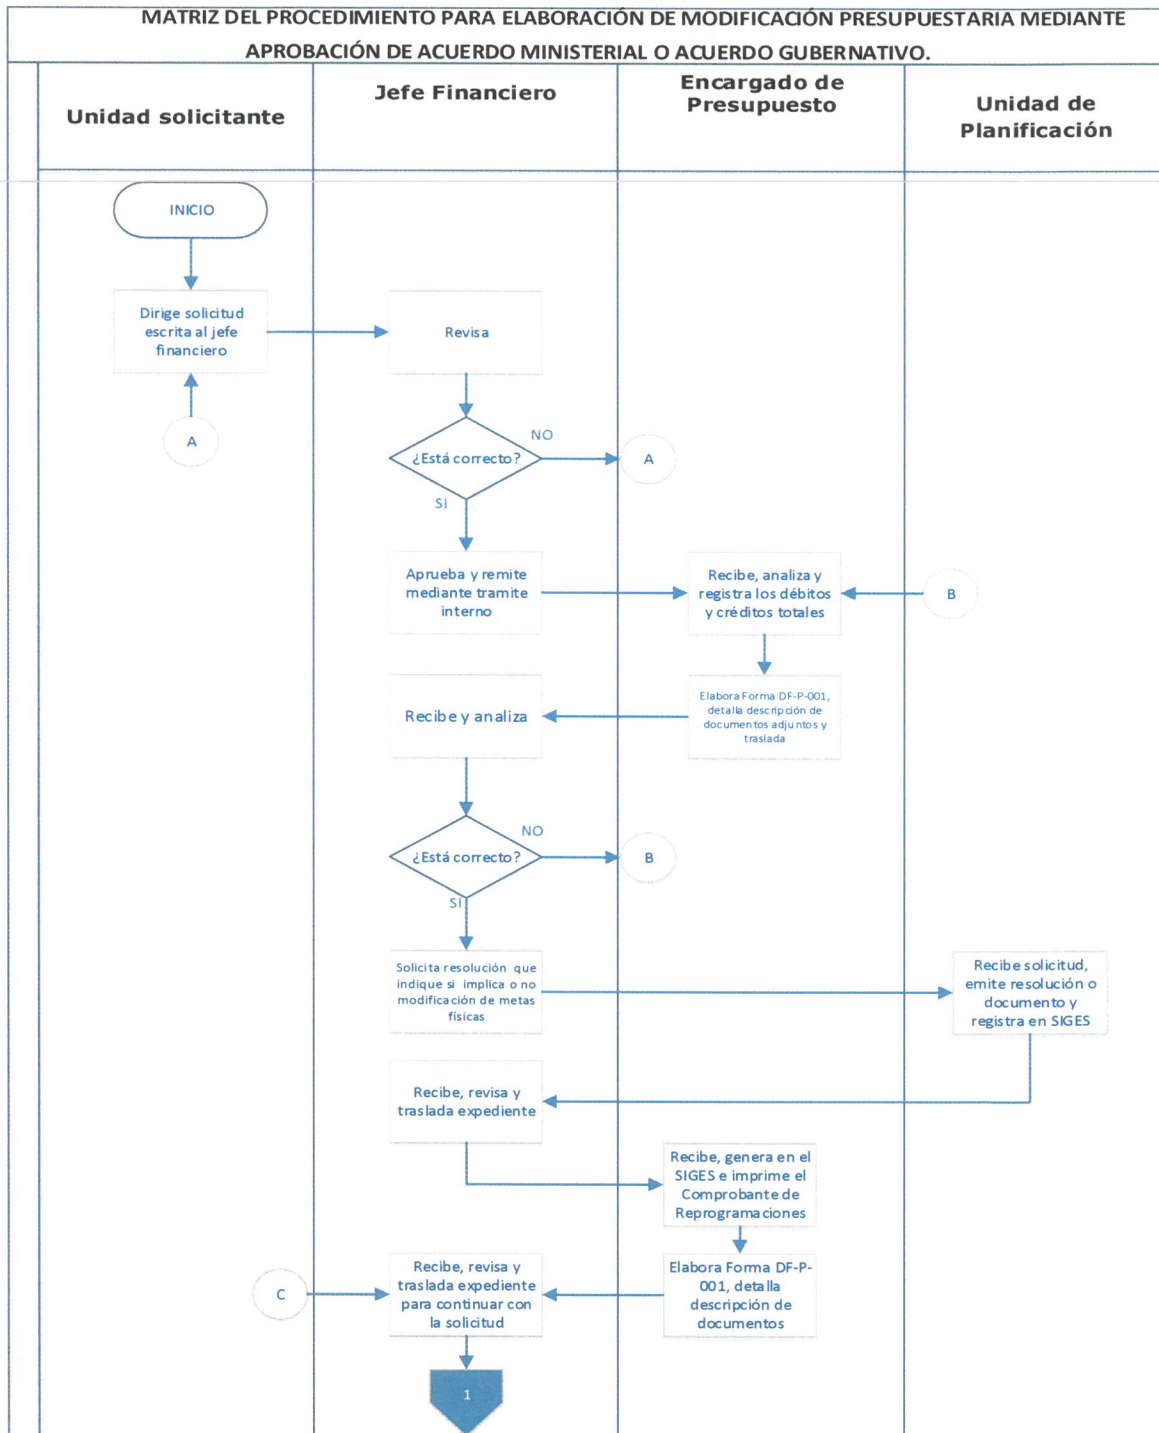 MATRIZ DEL PROCEDIMIENTO PARA ELABORACIÓN DE MODIFICACIÓN PRESUPUESTARIA MEDIANTE
APROBACIÓN DE ACUERDO MINISTERIAL O ACUERDO GUBERNATIVO.
Unidad solicitante
Jefe Financiero
Encargado de
Presupuesto
Unidad de
Planificación
INICIO
Dirige solicitud
escrita al jefe
financiero
Revisa
A
¿Está correcto?
NO
A
SI
Aprueba y remite
mediante tramite
interno
Recibe, analiza y
registra los débitos
y créditos totales
B
Elabora Forma DF-P-001,
detalla descripción de
documentos adjuntos y
traslada
Recibe y analiza
¿Está correcto?
NO
B
SI
Solicita resolución que
indique si implica o no
modificación de metas
físicas
Recibe solicitud,
emite resolución o
documento y
registra en SIGES
Recibe, revisa y
traslada expediente
Recibe, genera en el
SIGES e imprime el
Comprobante de
Reprogramaciones
C
Recibe, revisa y
traslada expediente
para continuar con
la solicitud
Elabora Forma DF-P-
001, detalla
descripción de
documentos
1